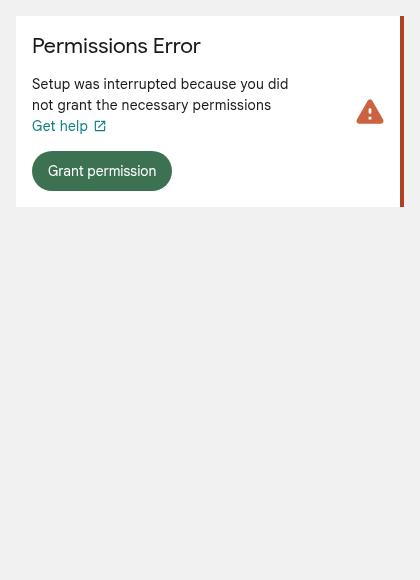 Permissions Error
Setup was interrupted because you did
not grant the necessary permissions
Get help
Grant permission